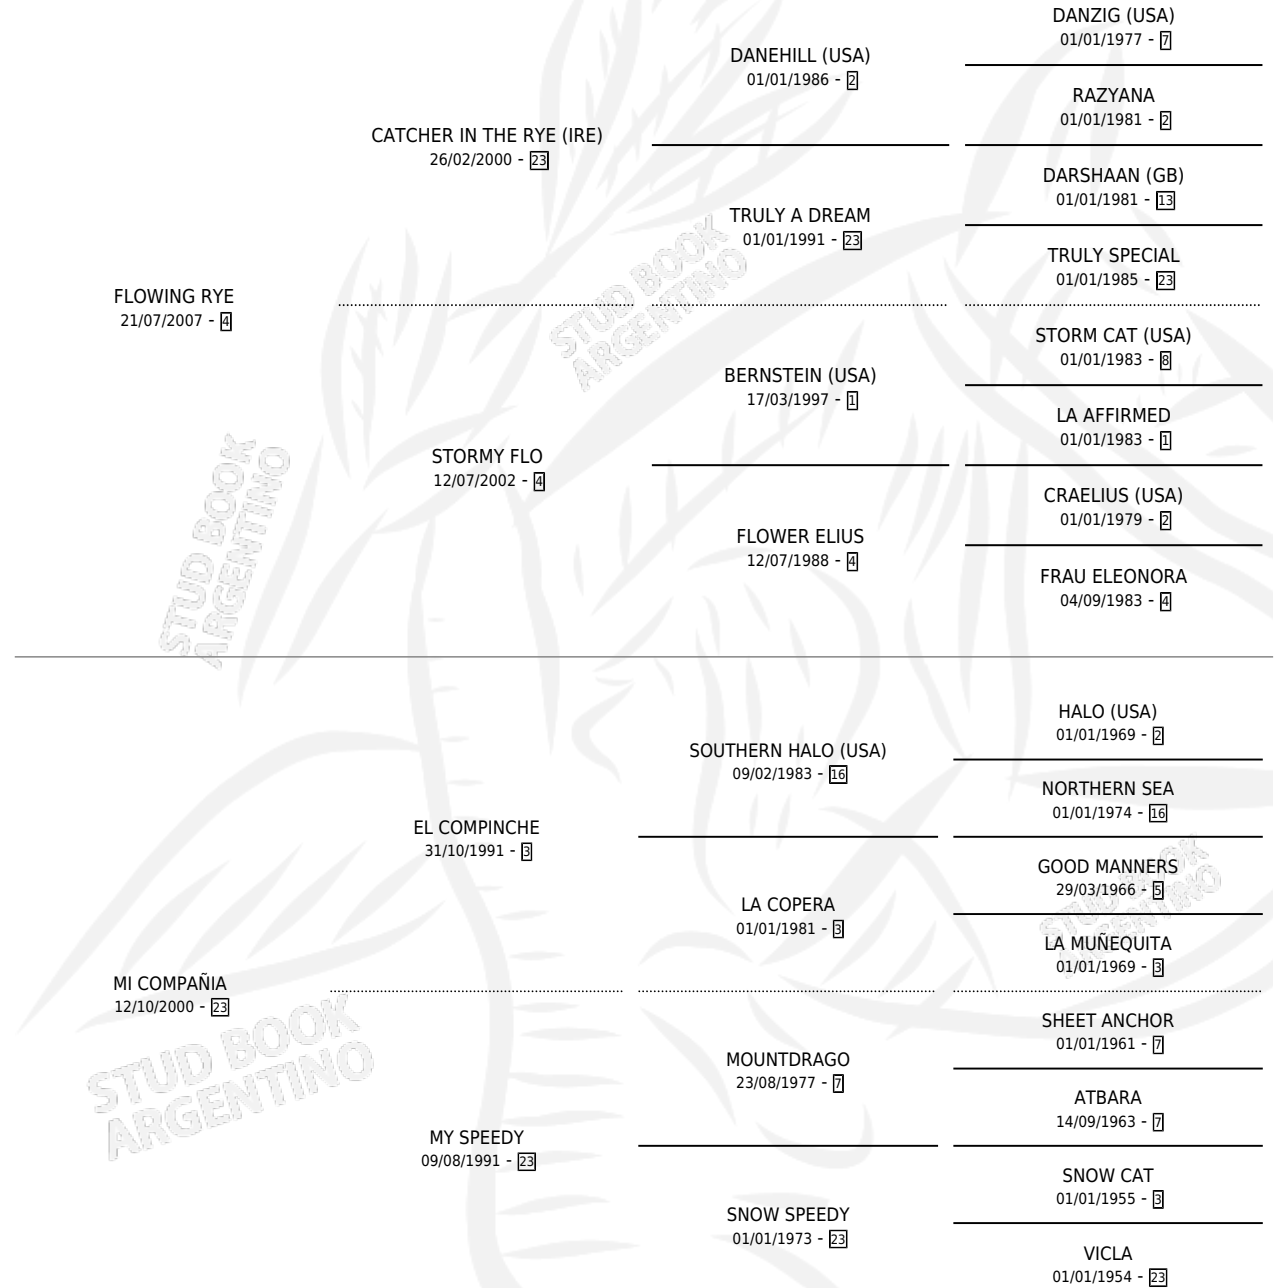 DANZIG (USA)
01/01/1977 - 7
DANEHILL (USA)
01/01/1986 - 2
RAZYANA
01/01/1981 - 2
CATCHER IN THE RYE (IRE)
26/02/2000 - 23
DARSHAAN (GB)
01/01/1981 - 13
TRULY A DREAM
01/01/1991 - 23
TRULY SPECIAL
01/01/1985 - 23
FLOWING RYE
21/07/2007 - 4
STORM CAT (USA)
01/01/1983 - 8
BERNSTEIN (USA)
17/03/1997 - 1
LA AFFIRMED
01/01/1983 - 1
STORMY FLO
12/07/2002 - 4
CRAELIUS (USA)
01/01/1979 - 2
FLOWER ELIUS
12/07/1988 - 4
FRAU ELEONORA
04/09/1983 - 4
HALO (USA)
01/01/1969 - 2
SOUTHERN HALO (USA)
09/02/1983 - 16
NORTHERN SEA
01/01/1974 - 16
EL COMPINCHE
31/10/1991 - 3
GOOD MANNERS
29/03/1966 - 5
LA COPERA
01/01/1981 - 3
LA MUÑEQUITA
01/01/1969 - 3
MI COMPAÑIA
12/10/2000 - 23
SHEET ANCHOR
01/01/1961 - 7
MOUNTDRAGO
23/08/1977 - 7
ATBARA
14/09/1963 - 7
MY SPEEDY
09/08/1991 - 23
SNOW CAT
01/01/1955 - 3
SNOW SPEEDY
01/01/1973 - 23
VICLA
01/01/1954 - 23
STUD BOOK
ARGENTINO
STUD BOOK
ARGENTINO
STUD BOOK
ARGENTINO
STUD BOOK
ARGENTINO